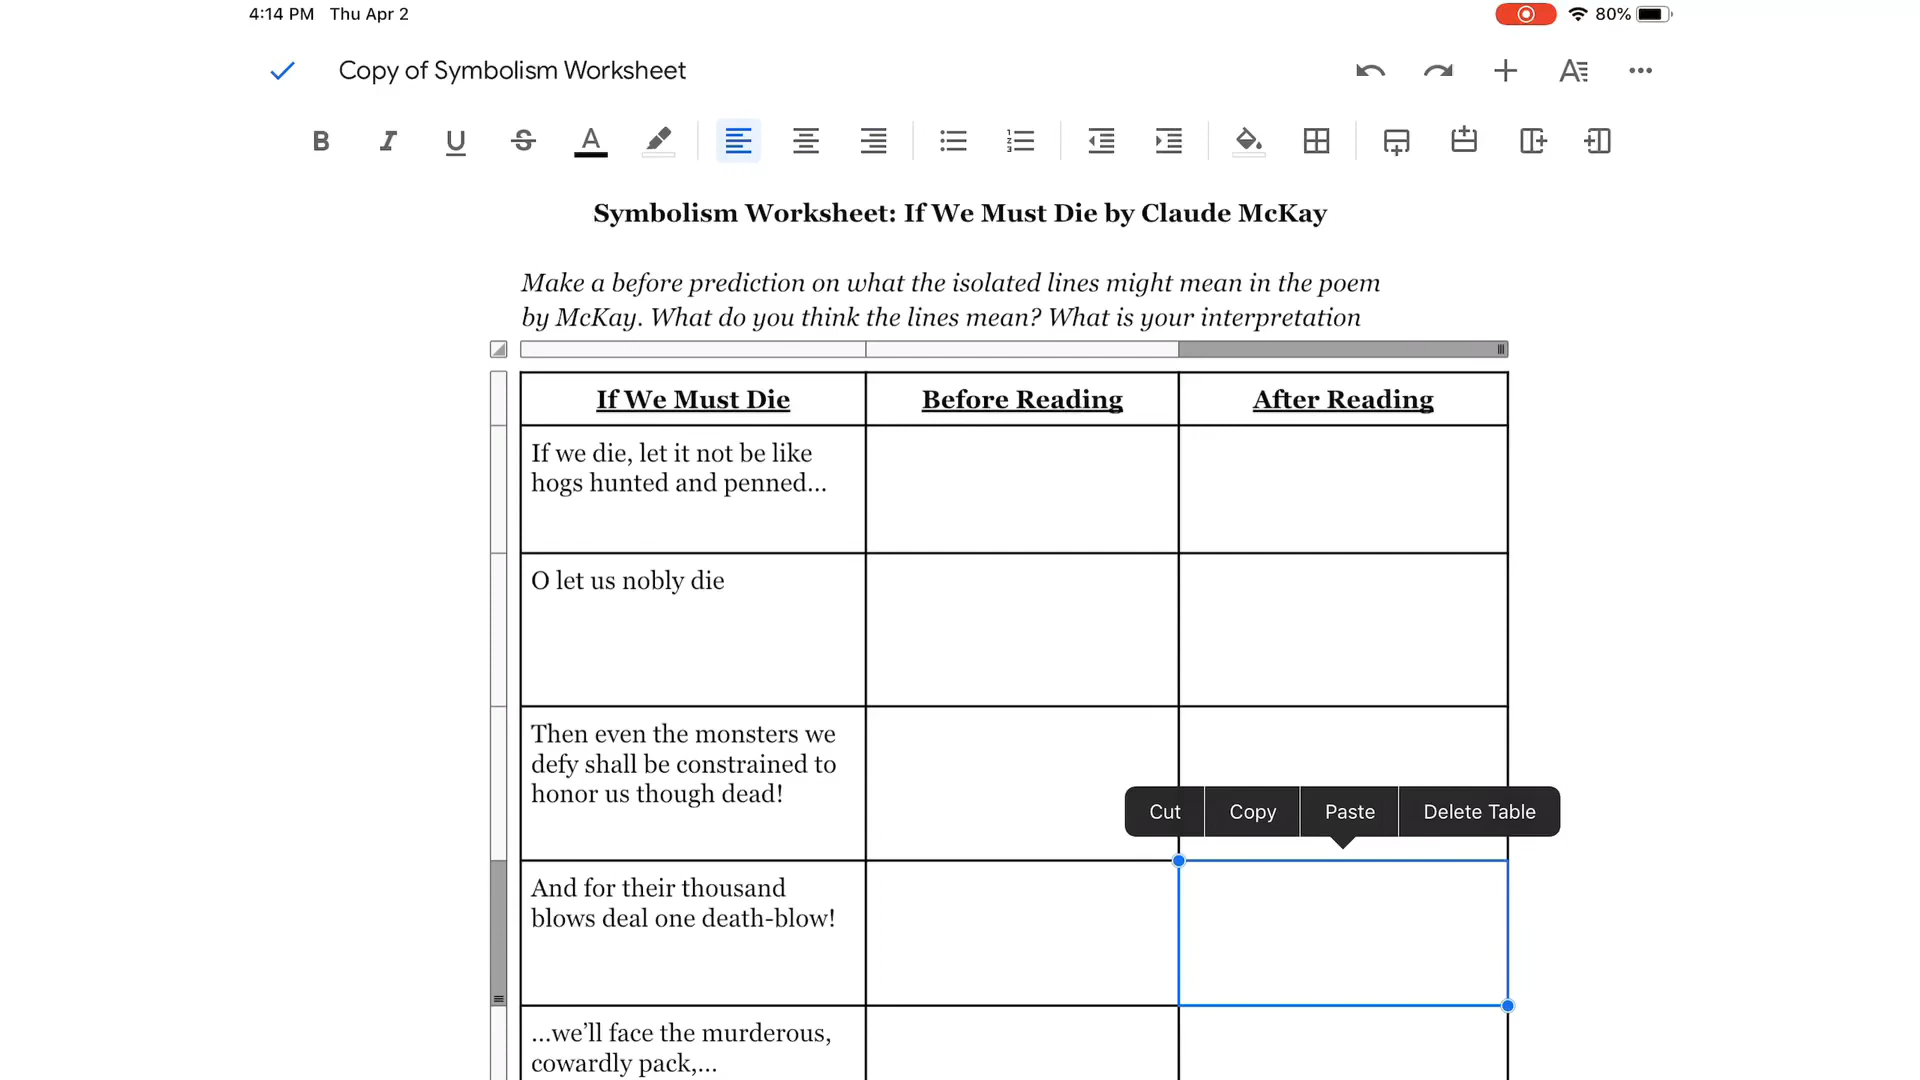 4:14 PM Thu Apr 2
80%
Copy of Symbolism Worksheet
B I U S A
Symbolism Worksheet: If We Must Die by Claude McKay
Make a before prediction on what the isolated lines might mean in the poem
by McKay. What do you think the lines mean? What is your interpretation
If We Must Die
Before Reading
After Reading
If we die, let it not be like
hogs hunted and penned...
O let us nobly die
Then even the monsters we
defy shall be constrained to
honor us though dead!
Cut
Copy
Paste
Delete Table
And for their thousand
blows deal one death-blow!
...we’ll face the murderous,
cowardly pack,...